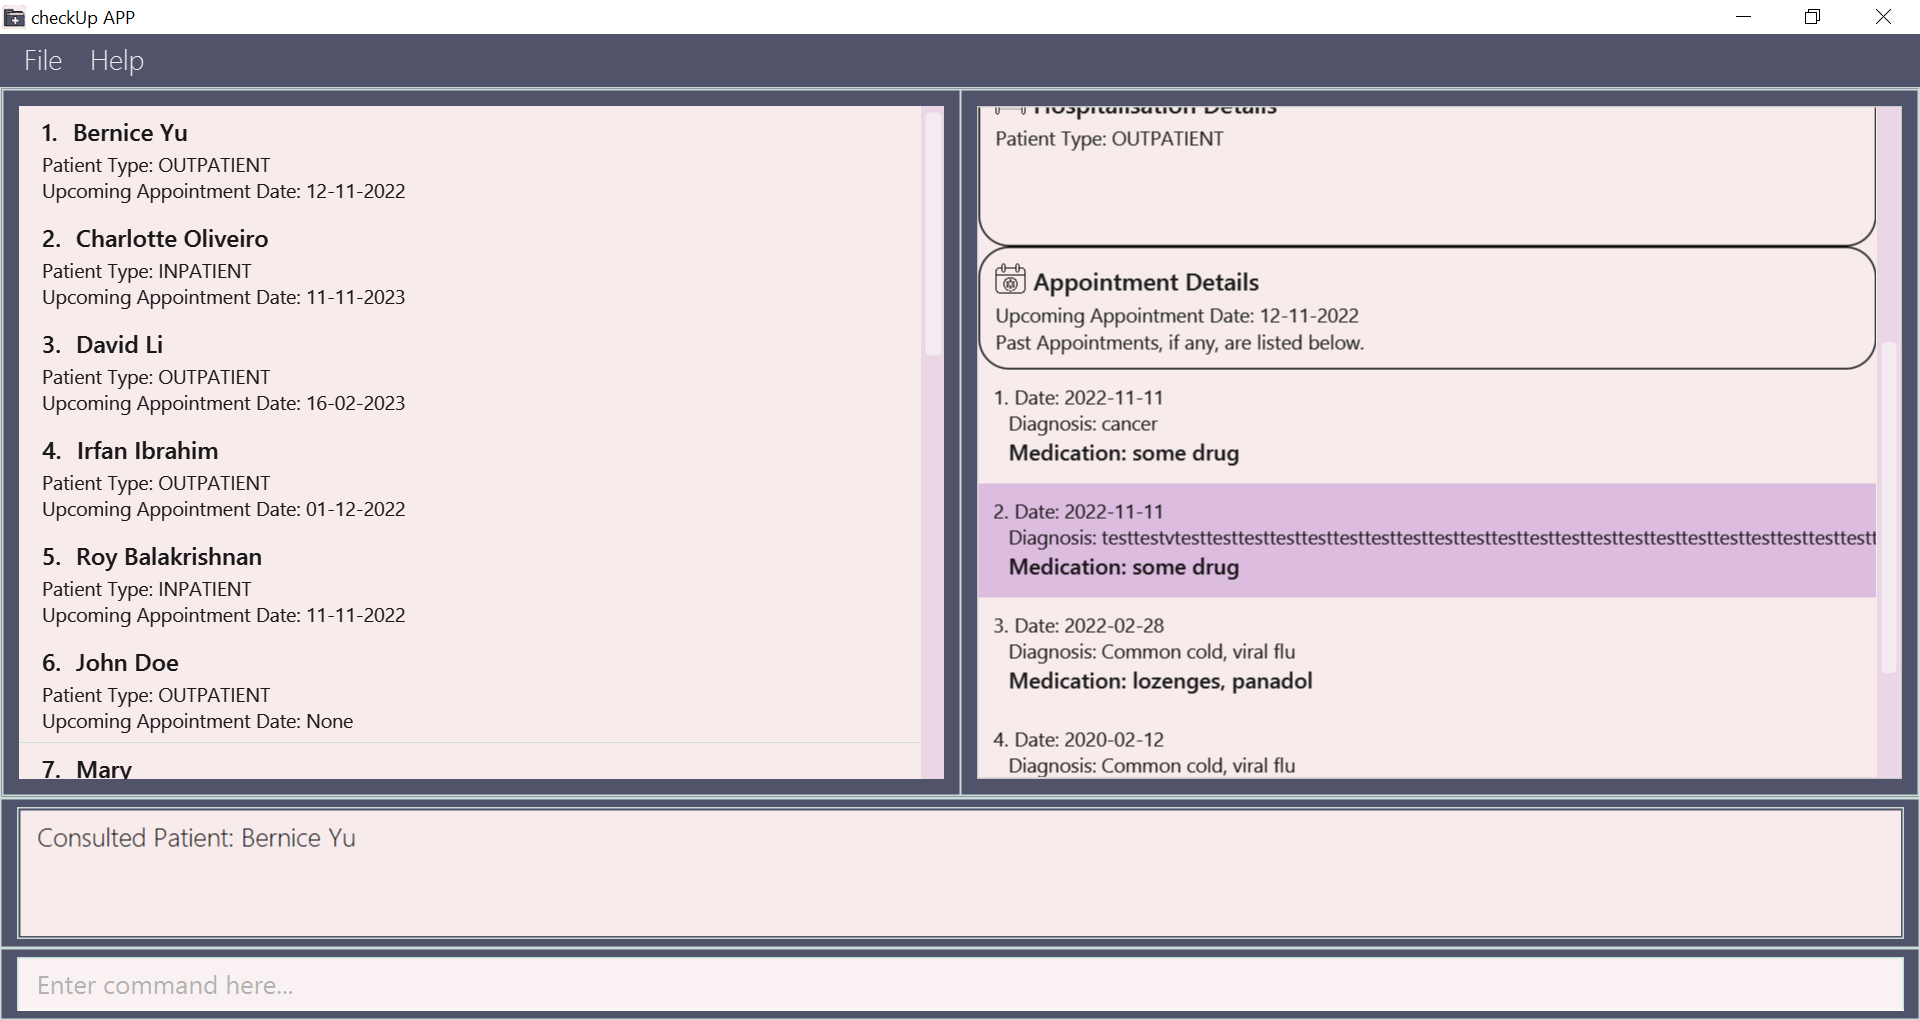 checkUp APP
File Help
1. Bernice Yu
Patient Type: OUTPATIENT
Upcoming Appointment Date: 12-11-2022
2. Charlotte Oliveiro
Patient Type: INPATIENT
Upcoming Appointment Date: 11-11-2023
3. David Li
Patient Type: OUTPATIENT
Upcoming Appointment Date: 16-02-2023
4. Irfan Ibrahim
Patient Type: OUTPATIENT
Upcoming Appointment Date: 01-12-2022
5. Roy Balakrishnan
Patient Type: INPATIENT
Upcoming Appointment Date: 11-11-2022
6. John Doe
Patient Type: OUTPATIENT
Upcoming Appointment Date: None
7. Mary
Hospitalisation Details
Patient Type: OUTPATIENT
Appointment Details
Upcoming Appointment Date: 12-11-2022
Past Appointments, if any, are listed below.
1. Date: 2022-11-11
Diagnosis: cancer
Medication: some drug
2. Date: 2022-11-11
Diagnosis: testtestvtesttesttesttesttesttesttesttesttesttesttesttesttesttesttesttesttesttesttesttesttesttestt
Medication: some drug
3. Date: 2022-02-28
Diagnosis: Common cold, viral flu
Medication: lozenges, panadol
4. Date: 2020-02-12
Diagnosis: Common cold, viral flu
Consulted Patient: Bernice Yu
Enter command here...